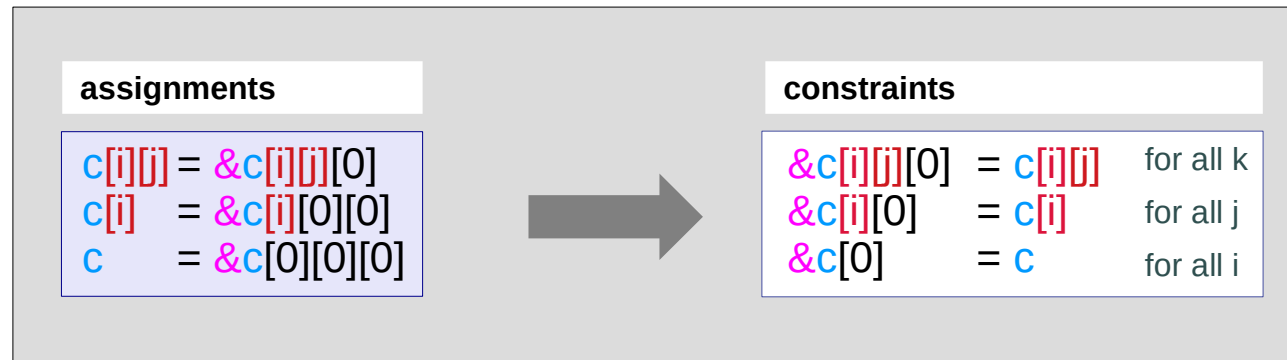 assignments
c[i][j] = &c[i][j][0]
c[i] = &c[i][0][0]
c = &c[0][0][0]
constraints
&c[i][j][0] = c[i][j] for all k
&c[i][0] = c[i] for all j
&c[0] = c for all i